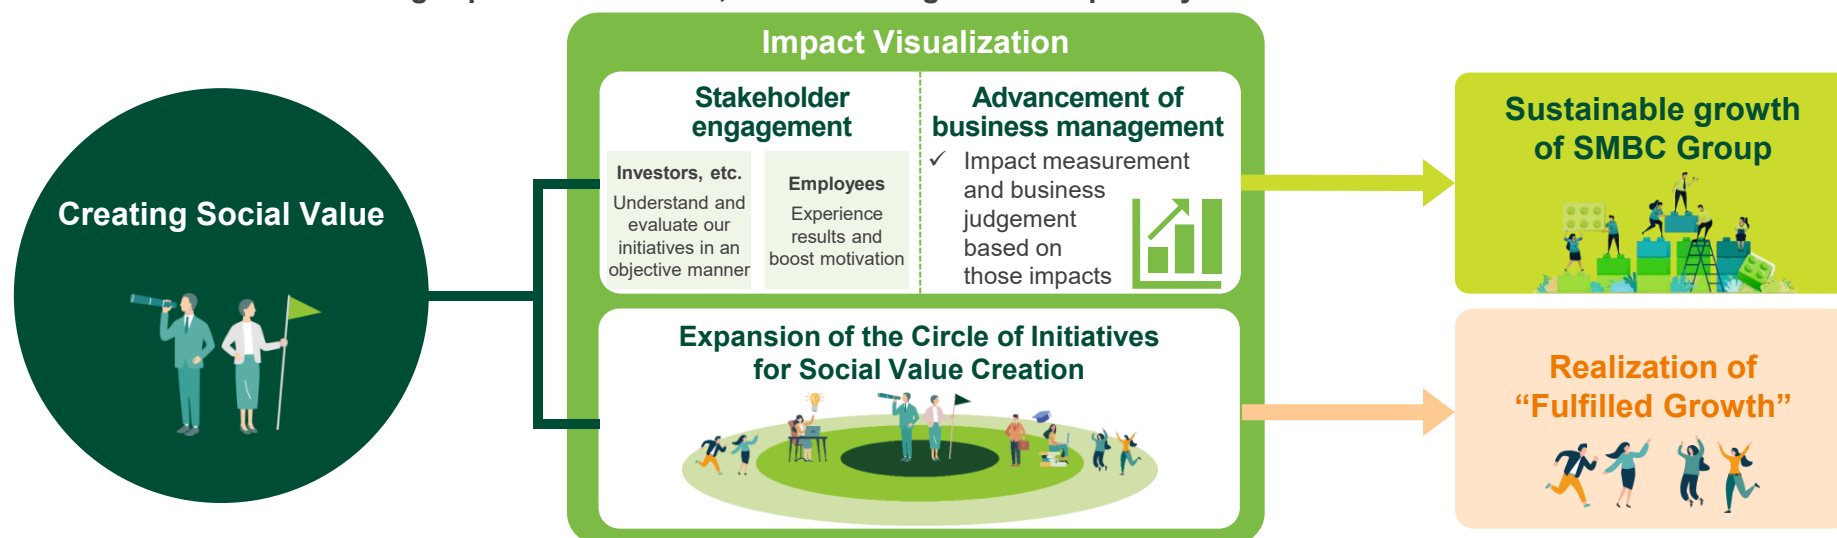 Impact Visualization
Creating Social Value
Stakeholder
engagement
Investors, etc.
Understand and
evaluate our
initiatives in an
objective manner
Employees
Experience
results and
boost motivation
Advancement of
business management
✓ Impact measurement
and business
judgement
based on
those impacts
Expansion of the Circle of Initiatives
for Social Value Creation
Sustainable growth
of SMBC Group
Realization of
“Fulfilled Growth”